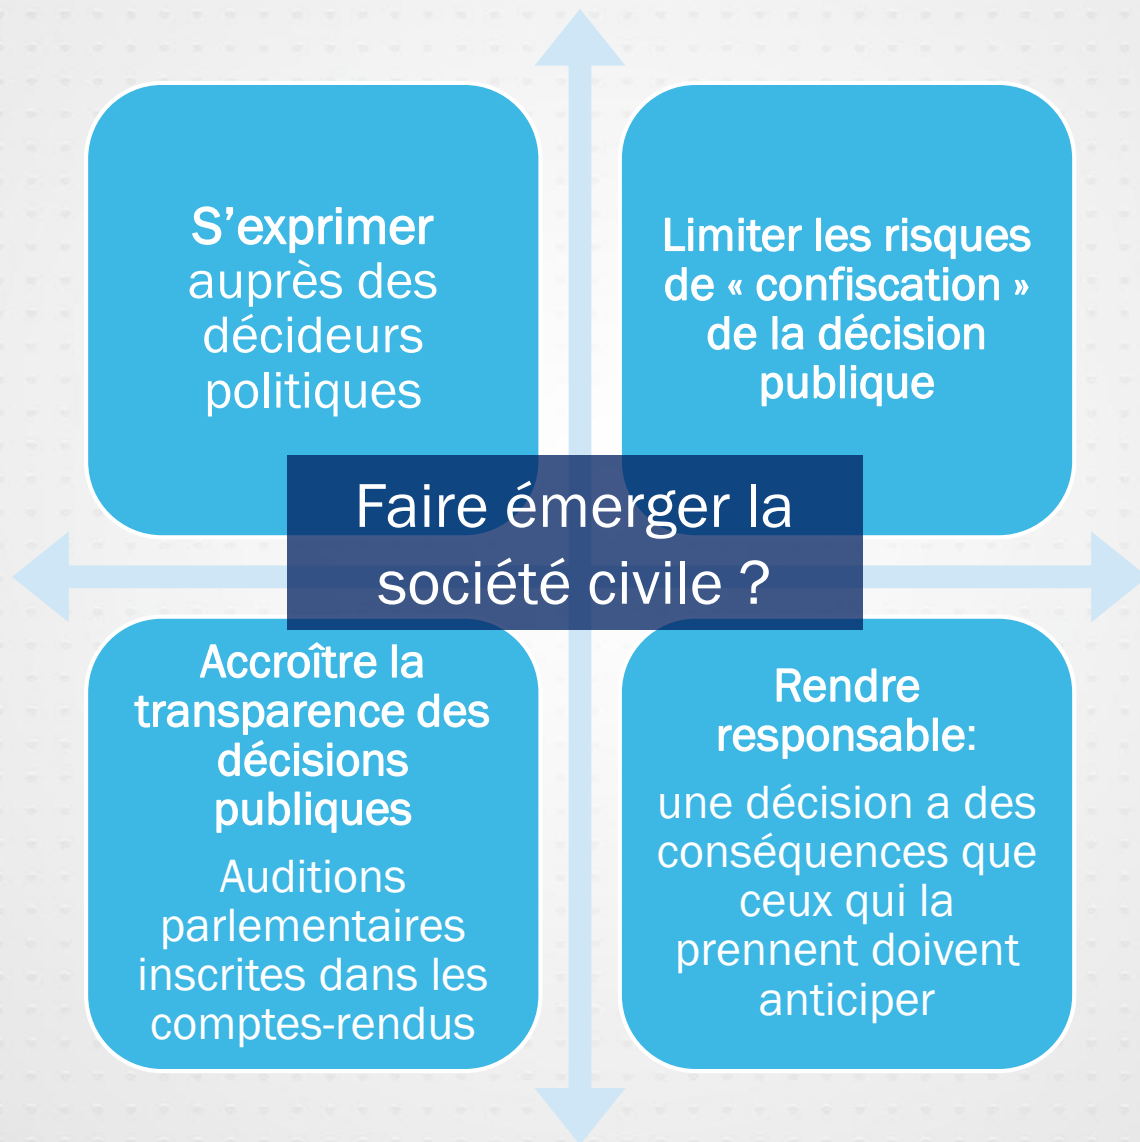 S’exprimer
auprès des
décideurs
politiques
Limiter les risques
de « confiscation »
de la décision
publique
Faire émerger la
société civile ?
Accroître la
transparence des
décisions
publiques
Auditions
parlementaires
inscrites dans les
comptes-rendus
Rendre
responsable:
une décision a des
conséquences que
ceux qui la
prennent doivent
anticiper